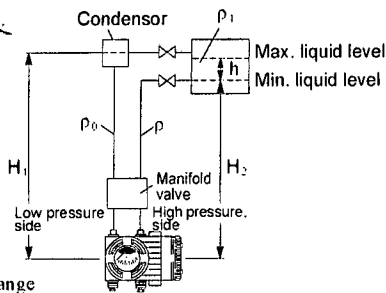 Condensor
ρ₁
Max. liquid level
h
Min. liquid level
ρ₀
ρ
H₁
H₂
Manifold
valve
Low pressure
side
High pressure.
side
ange